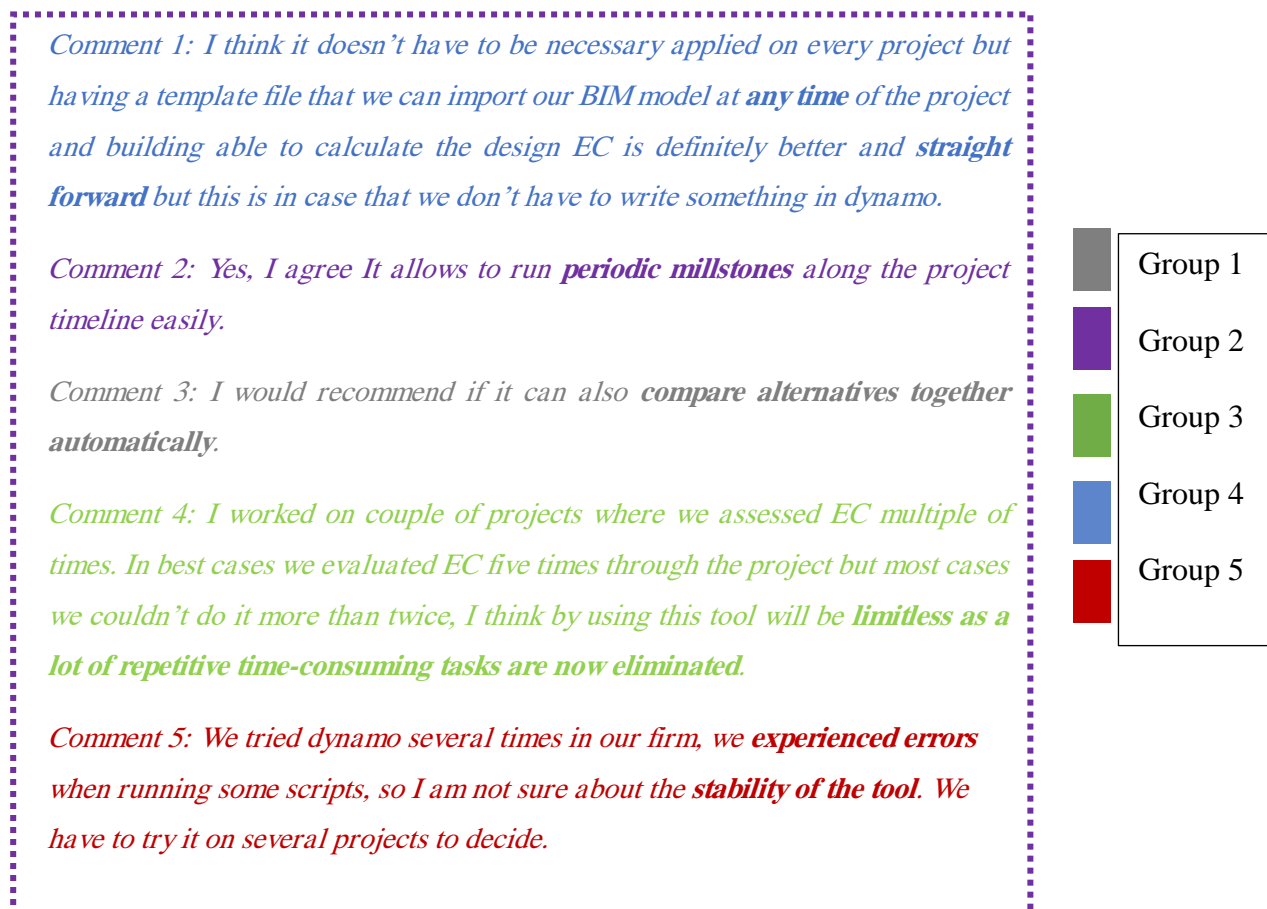 Comment 1: I think it doesn’t have to be necessary applied on every project but
having a template file that we can import our BIM model at any time of the project
and building able to calculate the design EC is definitely better and straight
forward but this is in case that we don’t have to write something in dynamo.
Comment 2: Yes, I agree It allows to run periodic millstones along the project
timeline easily.
Comment 3: I would recommend if it can also compare alternatives together
automatically.
Comment 4: I worked on couple of projects where we assessed EC multiple of
times. In best cases we evaluated EC five times through the project but most cases
we couldn’t do it more than twice, I think by using this tool will be limitless as a
lot of repetitive time-consuming tasks are now eliminated.
Comment 5: We tried dynamo several times in our firm, we experienced errors
when running some scripts, so I am not sure about the stability of the tool. We
have to try it on several projects to decide.
Group 1
Group 2
Group 3
Group 4
Group 5